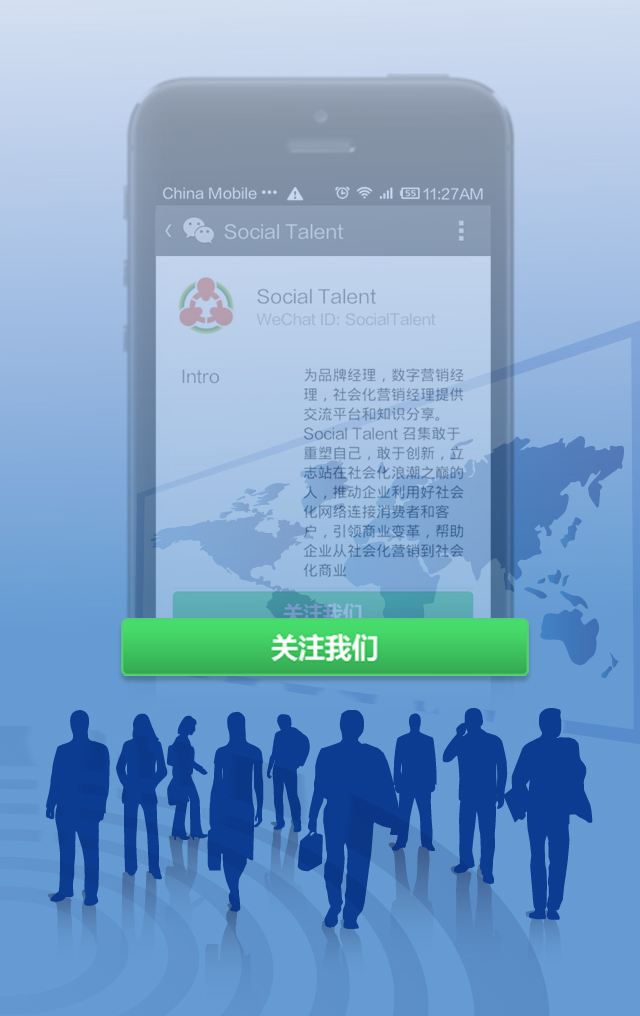 China Mobile ••• 55 11:27AM
Social Talent
Social Talent
WeChat ID: SocialTalent
Intro
为品牌经理，数字营销经
理，社会化营销经理提供
交流平台和知识分享。
Social Talent 召集敢于
重塑自己，敢于创新，立
志站在社会化浪潮之巅的
人，推动企业利用好社会
化网络连接消费者和客
户，引领商业变革，帮助
企业从社会化营销到社会
化商业
关注我们
关注我们